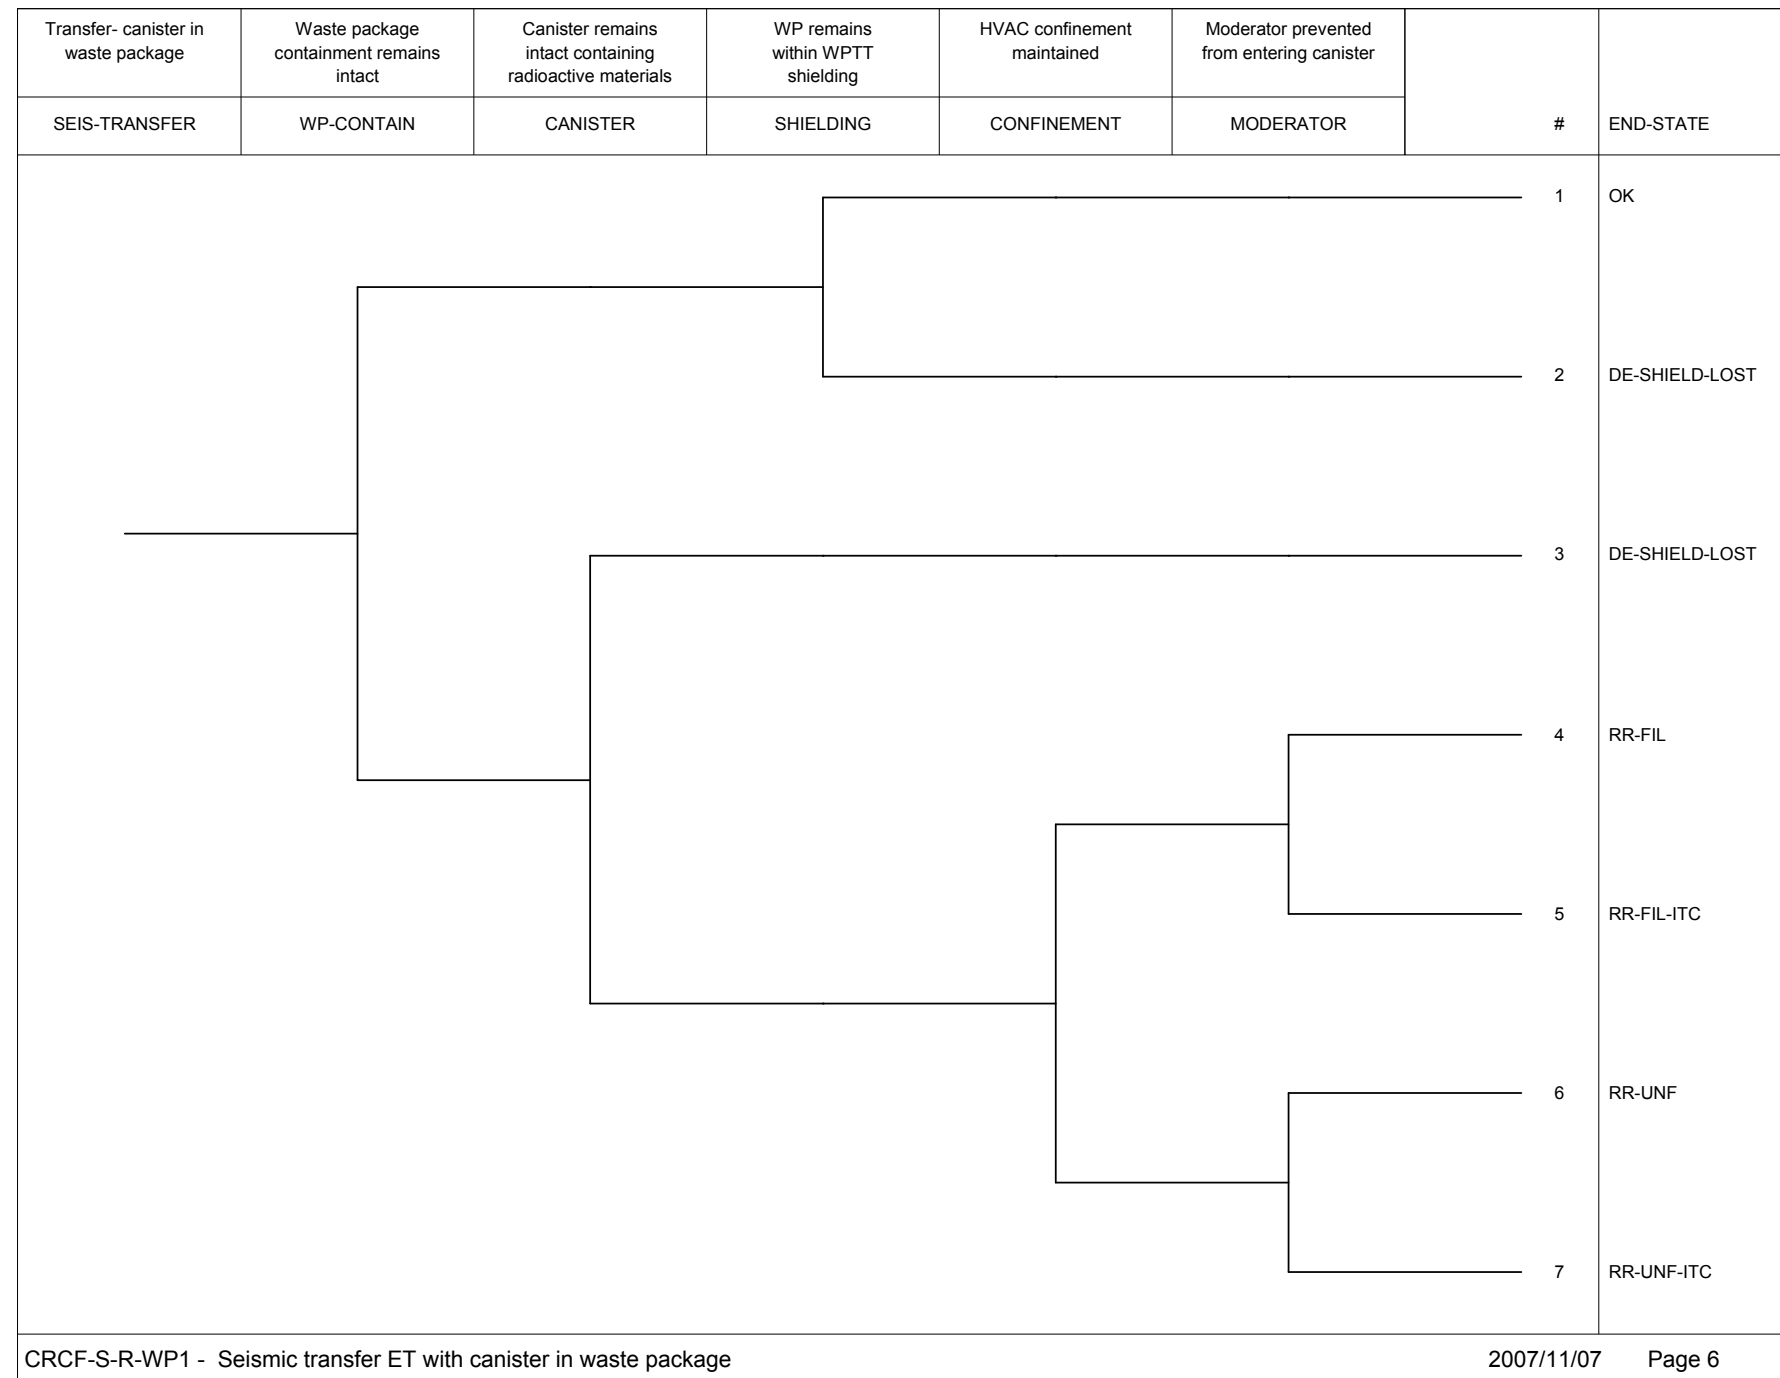 Transfer- canister in
waste package
Waste package
containment remains
intact
Canister remains
intact containing
radioactive materials
WP remains
within WPTT
shielding
HVAC confinement
maintained
Moderator prevented
from entering canister
SEIS-TRANSFER
WP-CONTAIN
CANISTER
SHIELDING
CONFINEMENT
MODERATOR
#
END-STATE
1 OK
2 DE-SHIELD-LOST
3 DE-SHIELD-LOST
4 RR-FIL
5 RR-FIL-ITC
6 RR-UNF
7 RR-UNF-ITC
CRCF-S-R-WP1 - Seismic transfer ET with canister in waste package
2007/11/07 Page 6